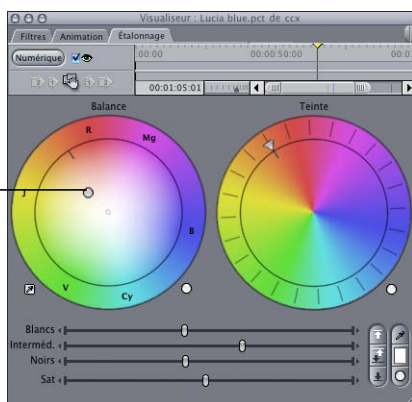 Visualiseur : Lucia blue.pct de ccx
Filtres Animation Étalonnage
Numérique
00:00 00:00:50:00 00:0
00:01:05:01
Balance Teinte
R Mg
J B
V Cy
Blancs
Interméd.
Noirs
Sat